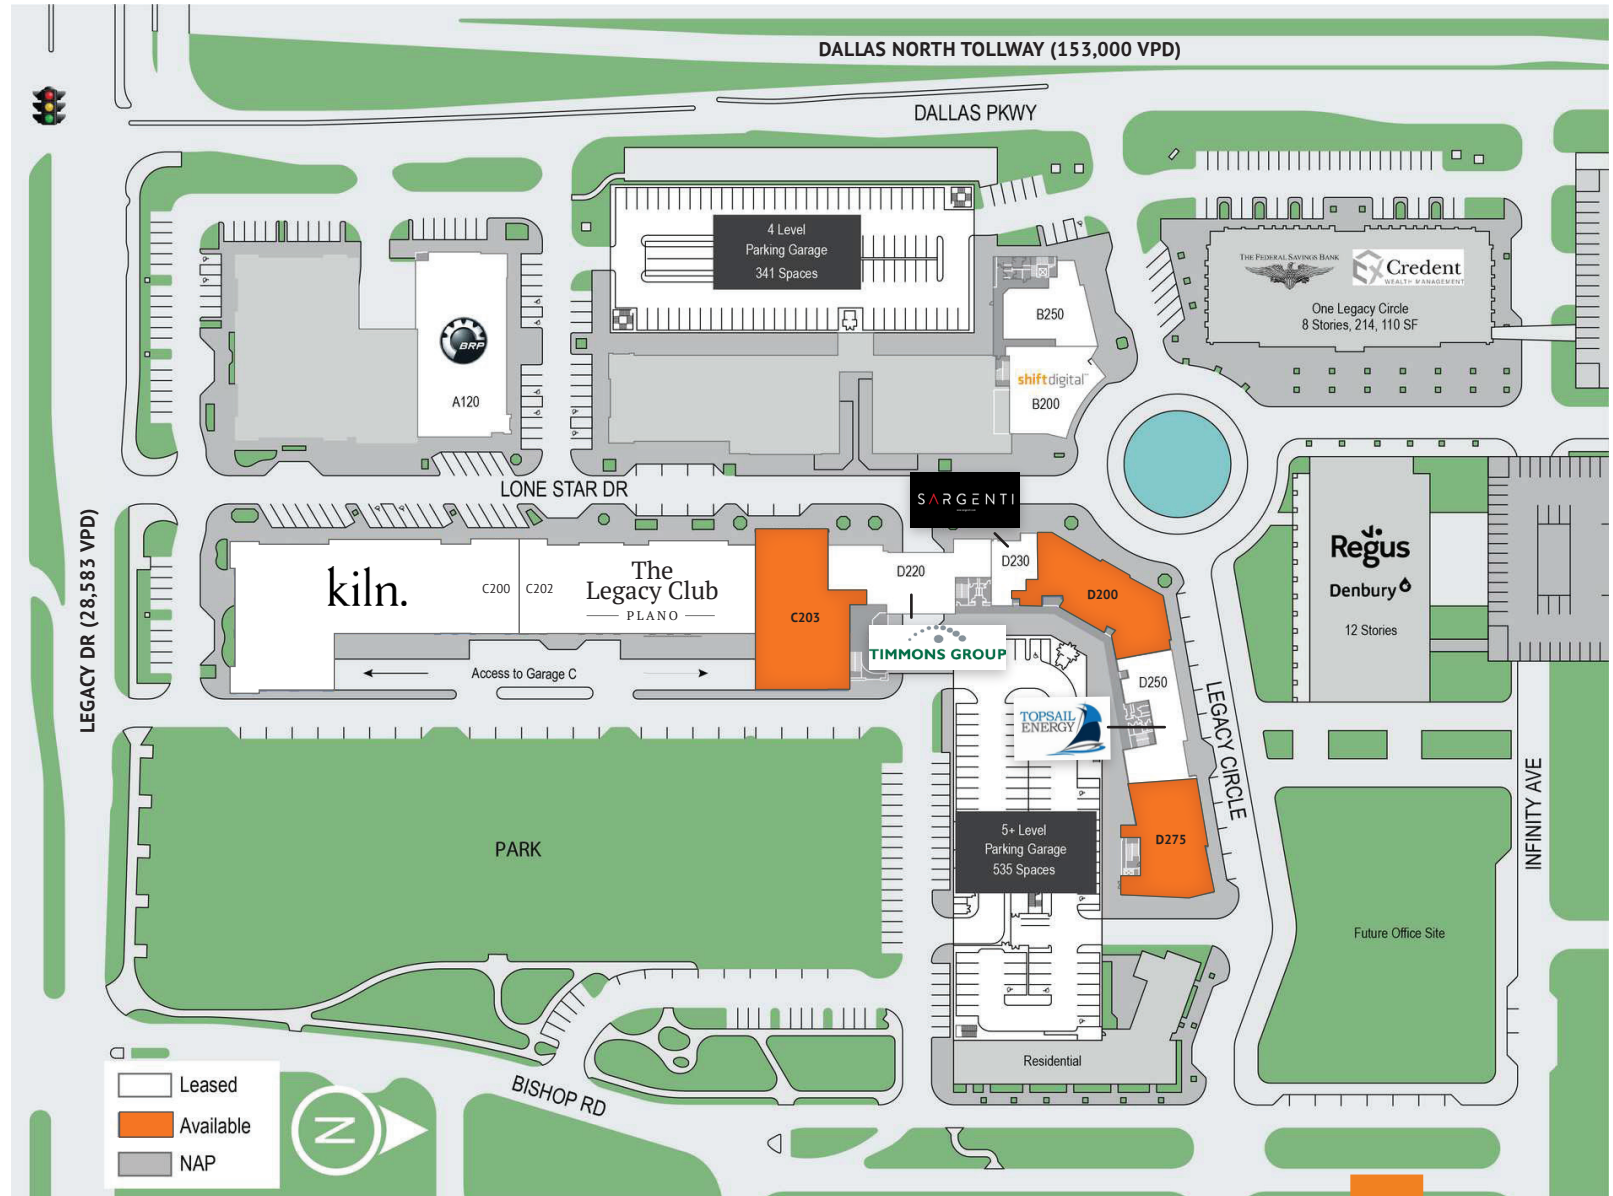 DALLAS NORTH TOLLWAY (153,000 VPD)
DALLAS PKWY
4 Level
Parking Garage
341 Spaces
THE FEDERAL SAVINGS BANK
Credent
WEALTH MANAGEMENT
One Legacy Circle
8 Stories, 214, 110 SF
BRP
A120
B250
shiftdigital
B200
LONE STAR DR
SARGENTI
LEGACY DR (28,583 VPD)
kiln.
C200
C202
The
Legacy Club
PLANO
C203
D220
D230
D200
TIMMONS GROUP
Access to Garage C
Regus
Denbury
12 Stories
D250
TOPSAIL
ENERGY
LEGACY CIRCLE
D275
INFINITY AVE
PARK
5+ Level
Parking Garage
535 Spaces
Future Office Site
Residential
BISHOP RD
Leased
Available
NAP
N